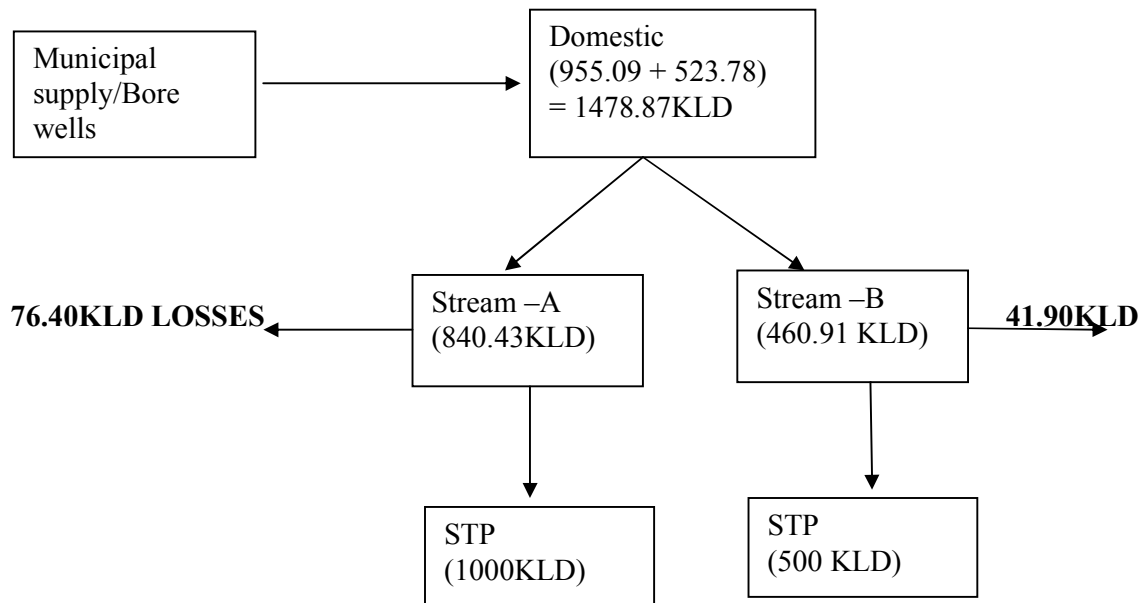 Municipal
supply/Bore
wells
Domestic
(955.09 + 523.78)
= 1478.87KLD
76.40KLD LOSSES
Stream –A
(840.43KLD)
Stream –B
(460.91 KLD)
41.90KLD
STP
(1000KLD)
STP
(500 KLD)